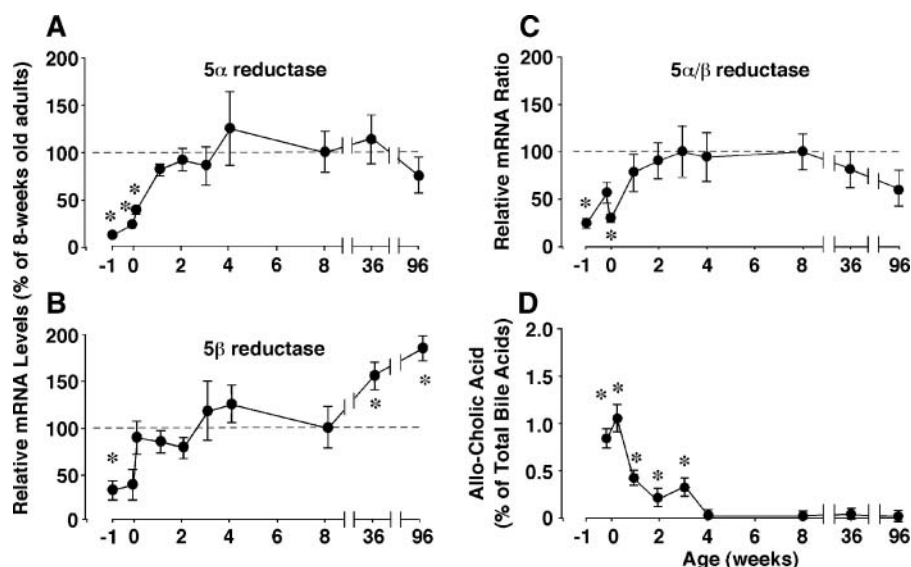 A
5α reductase
200
150
100
50
0
-1 0 2 4 8 36 96
* * *
B
5β reductase
200
150
100
50
0
-1 0 2 4 8 36 96
* * *
Relative mRNA Levels (% of 8-weeks old adults)
C
5α/β reductase
200
150
100
50
0
-1 0 2 4 8 36 96
* *
Relative mRNA Ratio
D
2.0
1.5
1.0
0.5
0
-1 0 2 4 8 36 96
* * * * *
Allo-Cholic Acid
(% of Total Bile Acids)
Age (weeks)